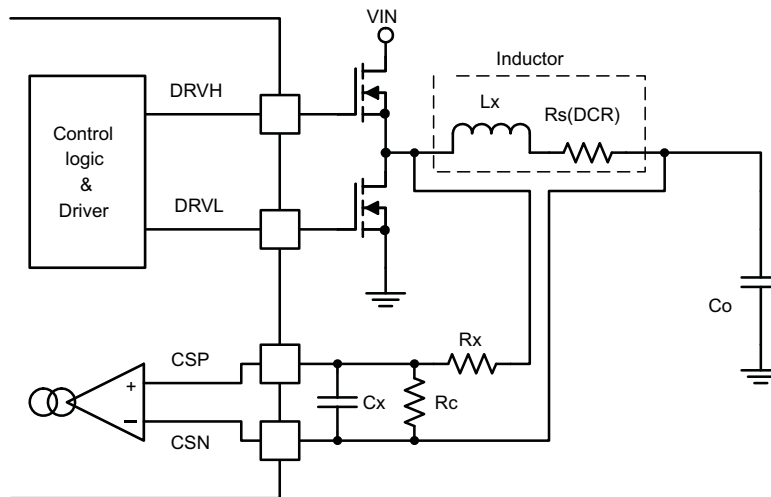 VIN
Inductor
DRVH
Lx
Rs(DCR)
Control
logic
&
Driver
DRVL
Co
Rx
CSP
+
Cx
Rc
−
CSN